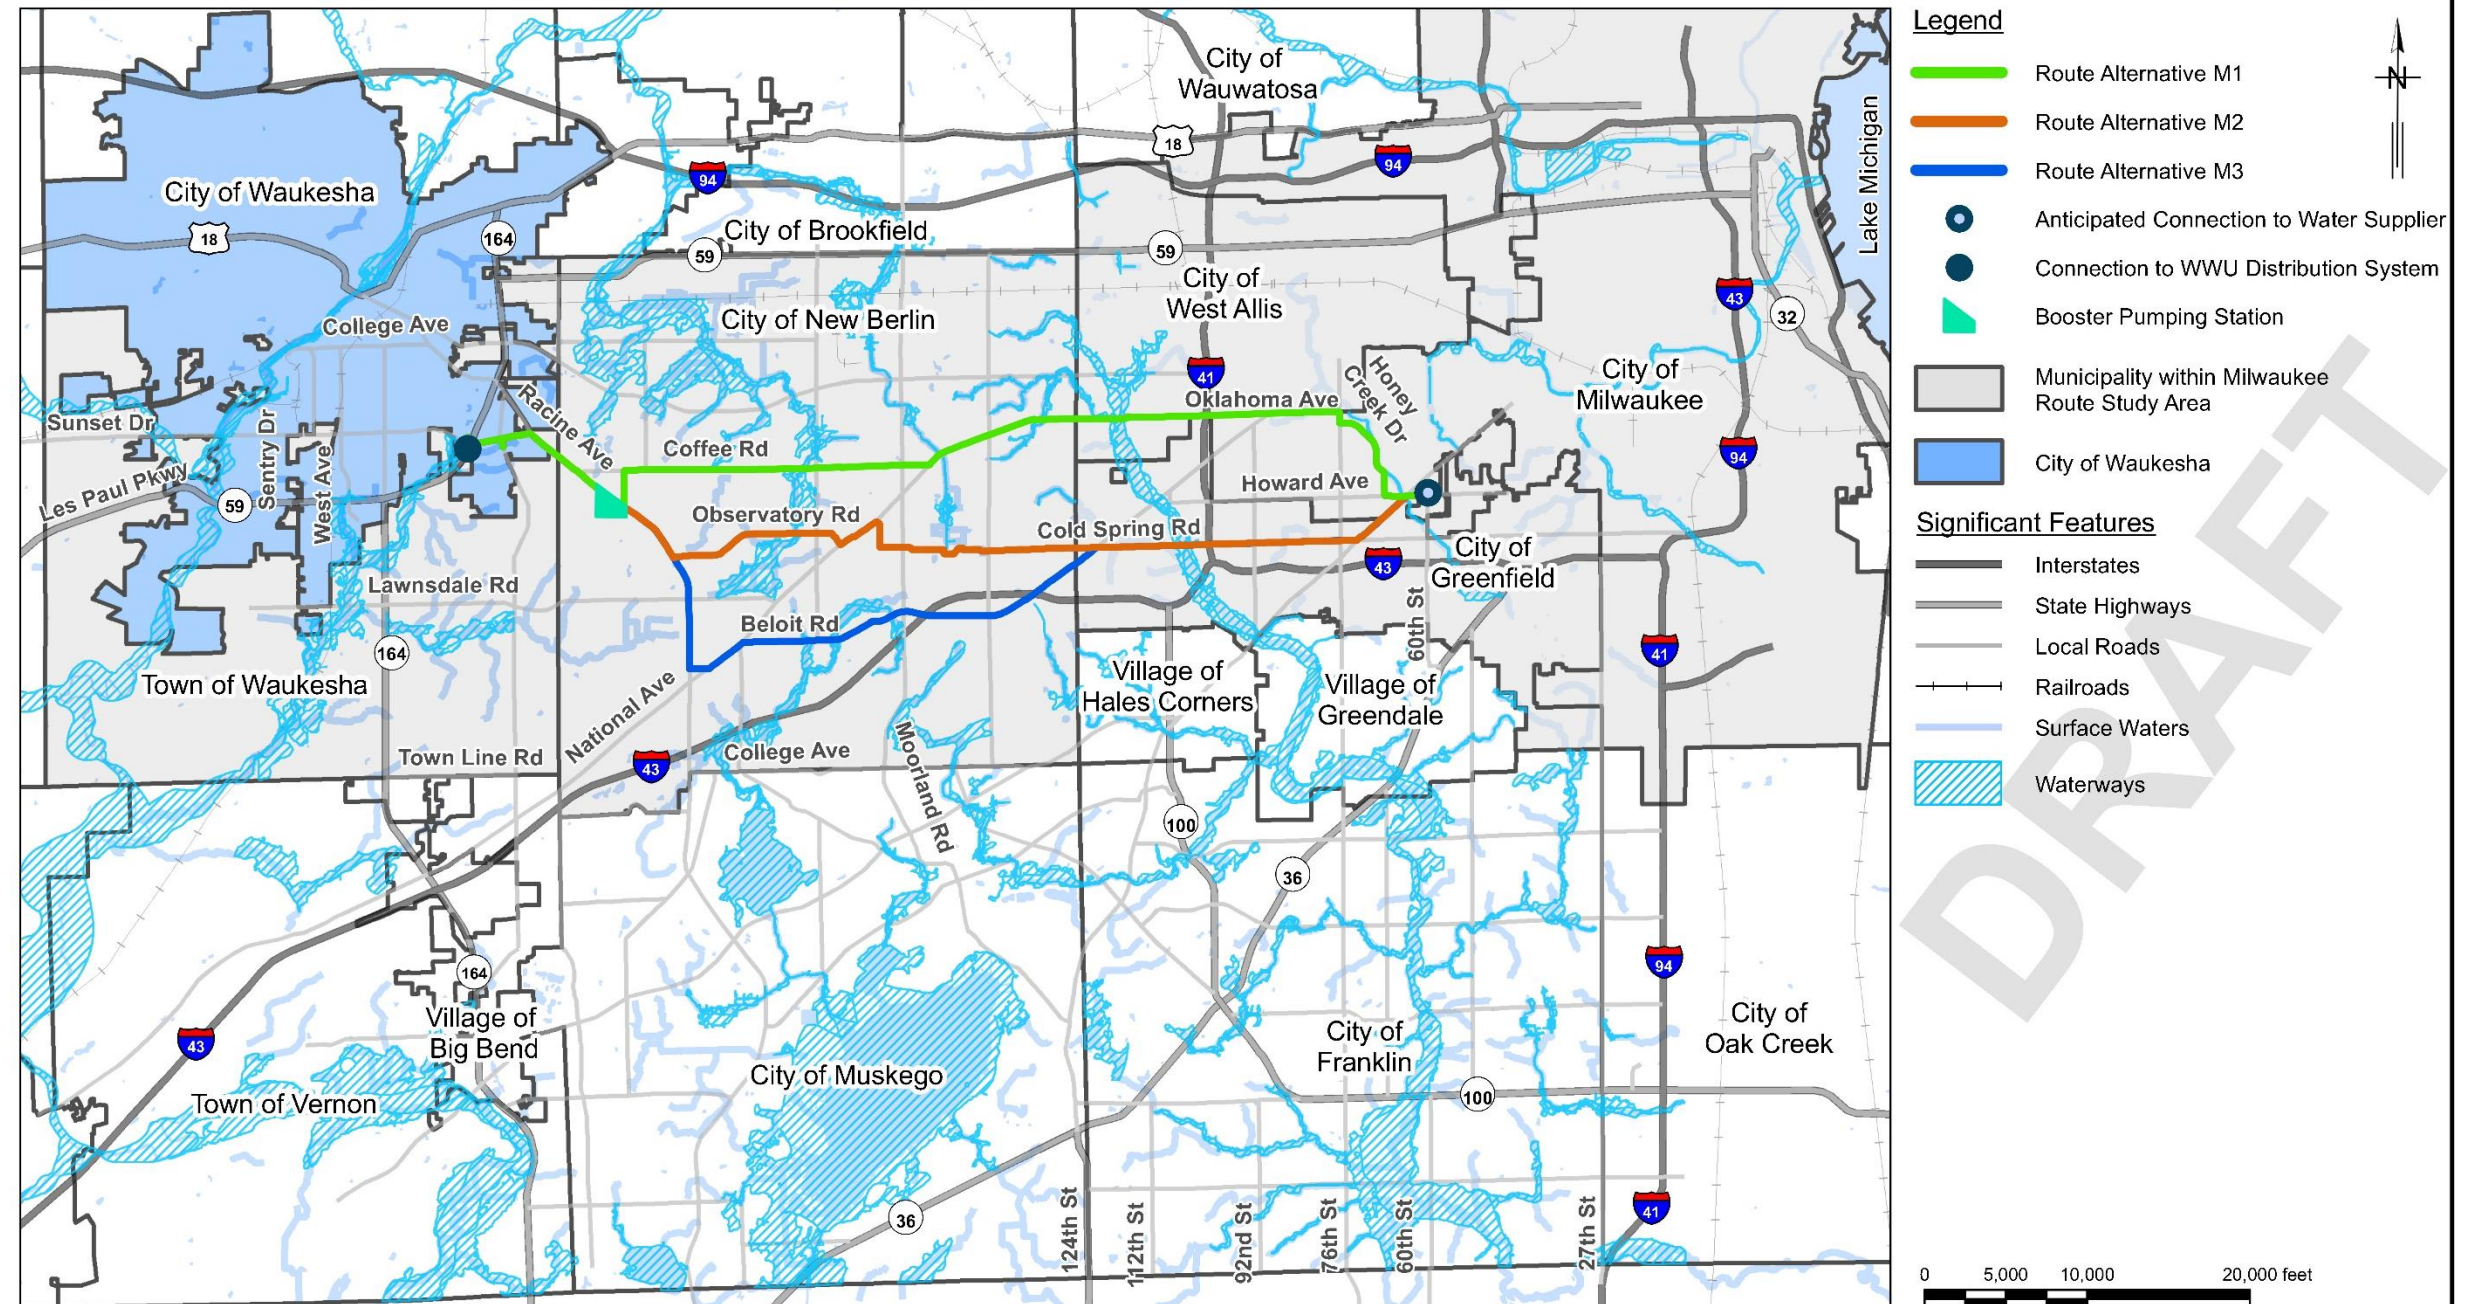 City of
Wauwatosa
18
94
94
City of Waukesha
18
164
City of Brookfield
59
59
City of
West Allis
City of New Berlin
43
32
College Ave
41
City of
Milwaukee
Honey
Creek Dr
Oklahoma Ave
Racine Ave
Sunset Dr
Sentry Dr
West Ave
Coffee Rd
94
Les Paul Pkwy
59
Howard Ave
Observatory Rd
Cold Spring Rd
43
City of
Greenfield
Lawnsdale Rd
Beloit Rd
60th St
164
41
Town of Waukesha
Village of
Hales Corners
Village of
Greendale
National Ave
Town Line Rd
43
College Ave
Moorland Rd
100
36
164
94
Village of
Big Bend
43
City of
Franklin
City of
Oak Creek
City of Muskego
Town of Vernon
100
36
124th St
112th St
92nd St
76th St
60th St
27th St
41
Lake Michigan
Legend
N
Route Alternative M1
Route Alternative M2
Route Alternative M3
Anticipated Connection to Water Supplier
Connection to WWU Distribution System
Booster Pumping Station
Municipality within Milwaukee
Route Study Area
City of Waukesha
Significant Features
Interstates
State Highways
Local Roads
Railroads
Surface Waters
Waterways
DRAFT
0 5,000 10,000 20,000 feet